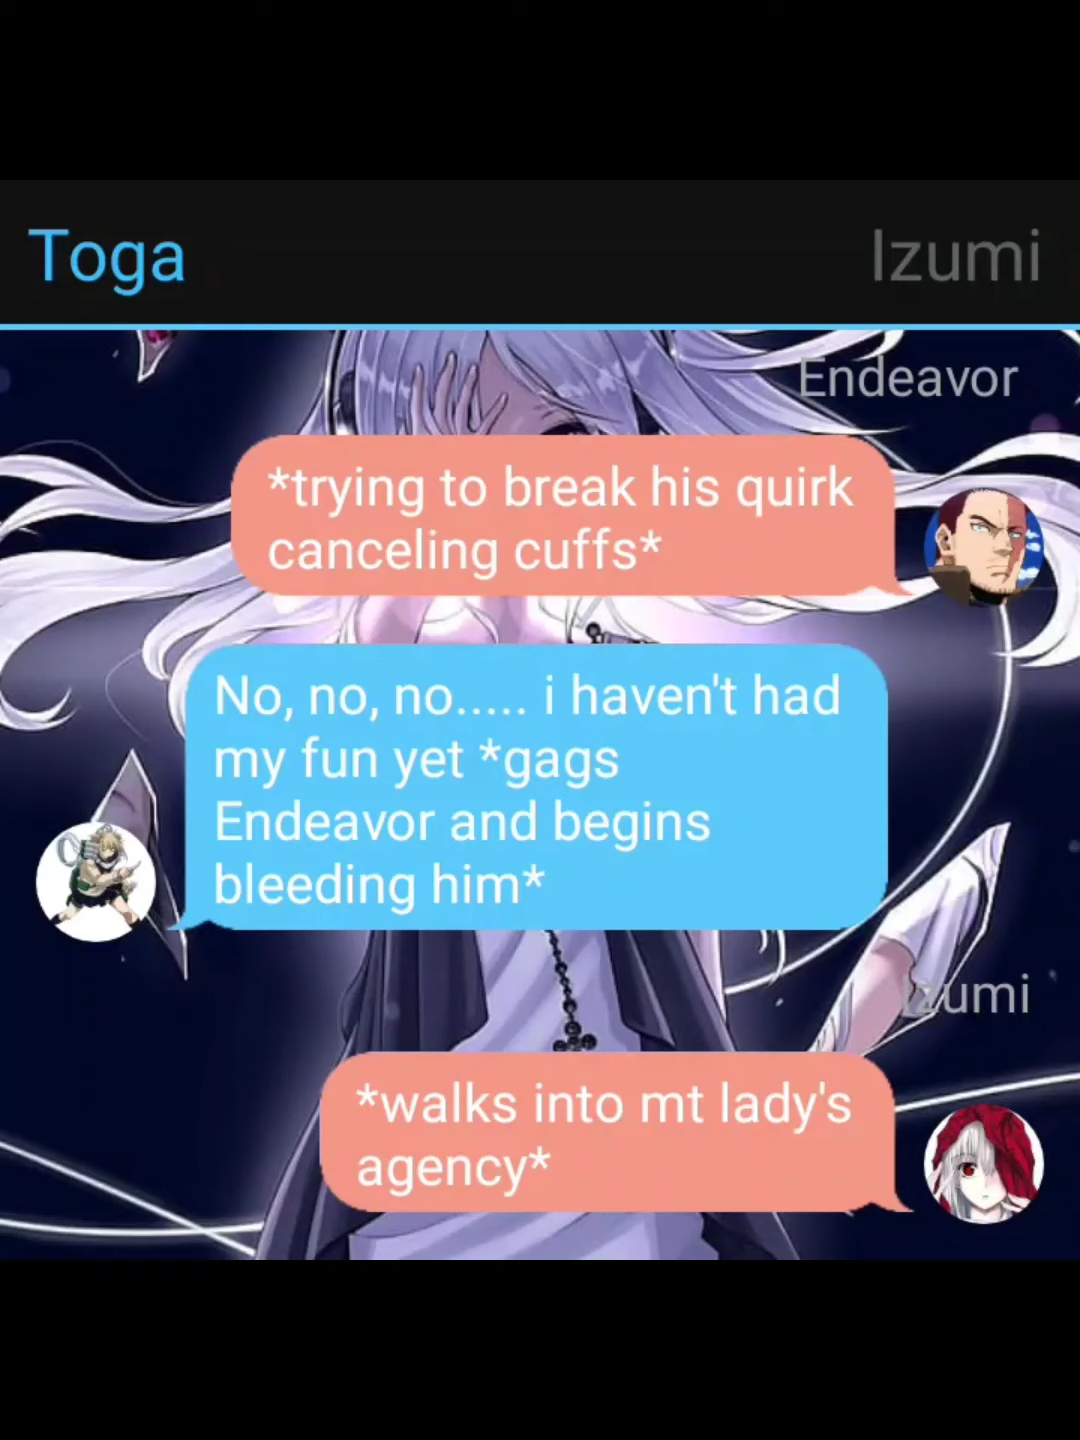 Toga
Izumi
Endeavor
*trying to break his quirk
canceling cuffs*
No, no, no..... i haven't had
my fun yet *gags
Endeavor and begins
bleeding him*
Izumi
*walks into mt lady's
agency*